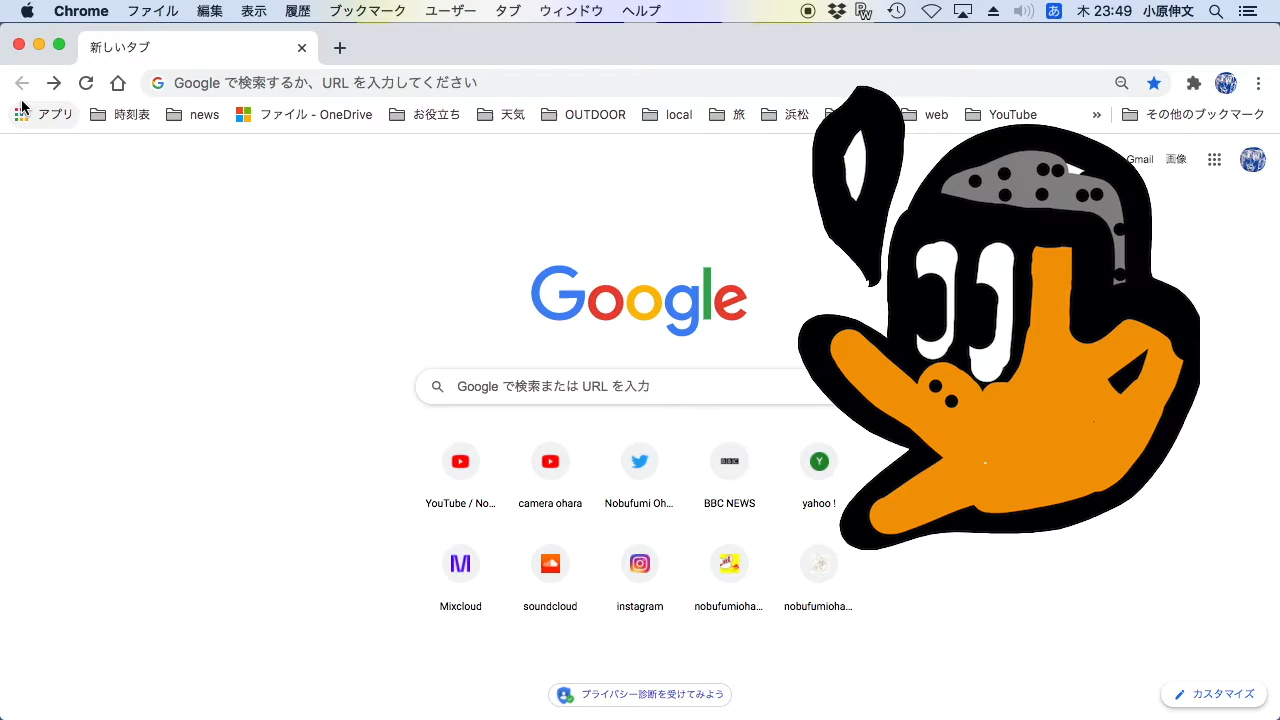 Chrome ファイル 編集 表示 履歴 ブックマーク ユーザー タブ ウィンドウ ヘルプ あ 木 23:49 小原伸文
新しいタブ
Google で検索するか、URL を入力してください
アプリ 時刻表 news ファイル - OneDrive お役立ち 天気 OUTDOOR local 旅 浜松 web YouTube » その他のブックマーク
Gmail 画像
Google
Google で検索または URL を入力
BBC Y
YouTube / No... camera ohara Nobufumi Oh... BBC NEWS yahoo !
Mixcloud soundcloud instagram nobufumioha... nobufumioha...
プライバシー診断を受けてみよう
カスタマイズ